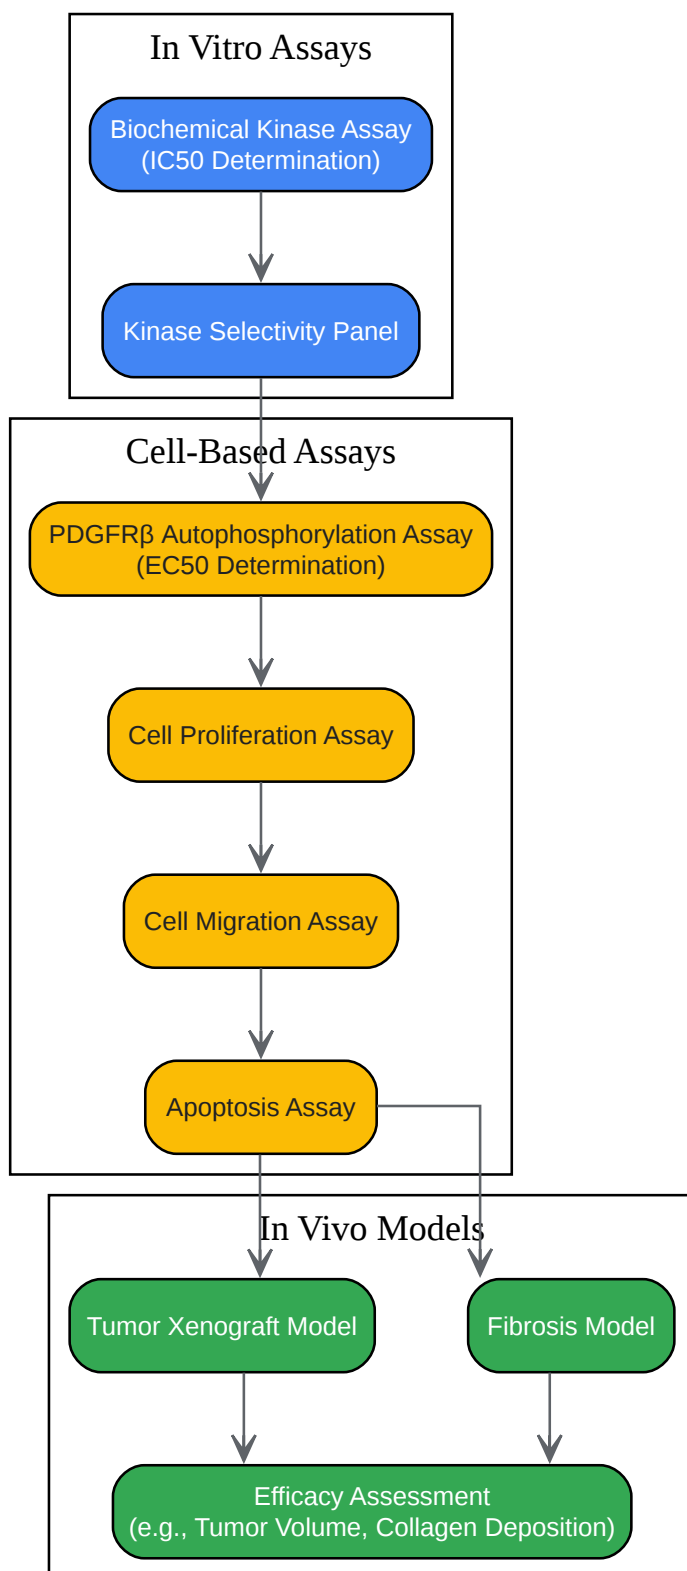 In Vitro Assays
Biochemical Kinase Assay
(IC50 Determination)
Kinase Selectivity Panel
Cell-Based Assays
PDGFRβ Autophosphorylation Assay
(EC50 Determination)
Cell Proliferation Assay
Cell Migration Assay
Apoptosis Assay
In Vivo Models
Tumor Xenograft Model
Fibrosis Model
Efficacy Assessment
(e.g., Tumor Volume, Collagen Deposition)